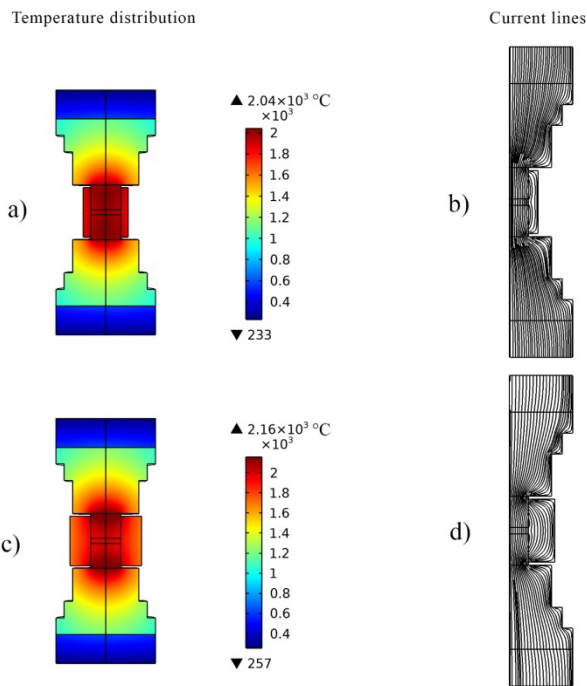 Temperature distribution
Current lines
▲ 2.04×10³ °C
×10³
2
1.8
1.6
1.4
1.2
1
0.8
0.6
0.4
▼ 233
a)
b)
▲ 2.16×10³ °C
×10³
2
1.8
1.6
1.4
1.2
1
0.8
0.6
0.4
▼ 257
c)
d)